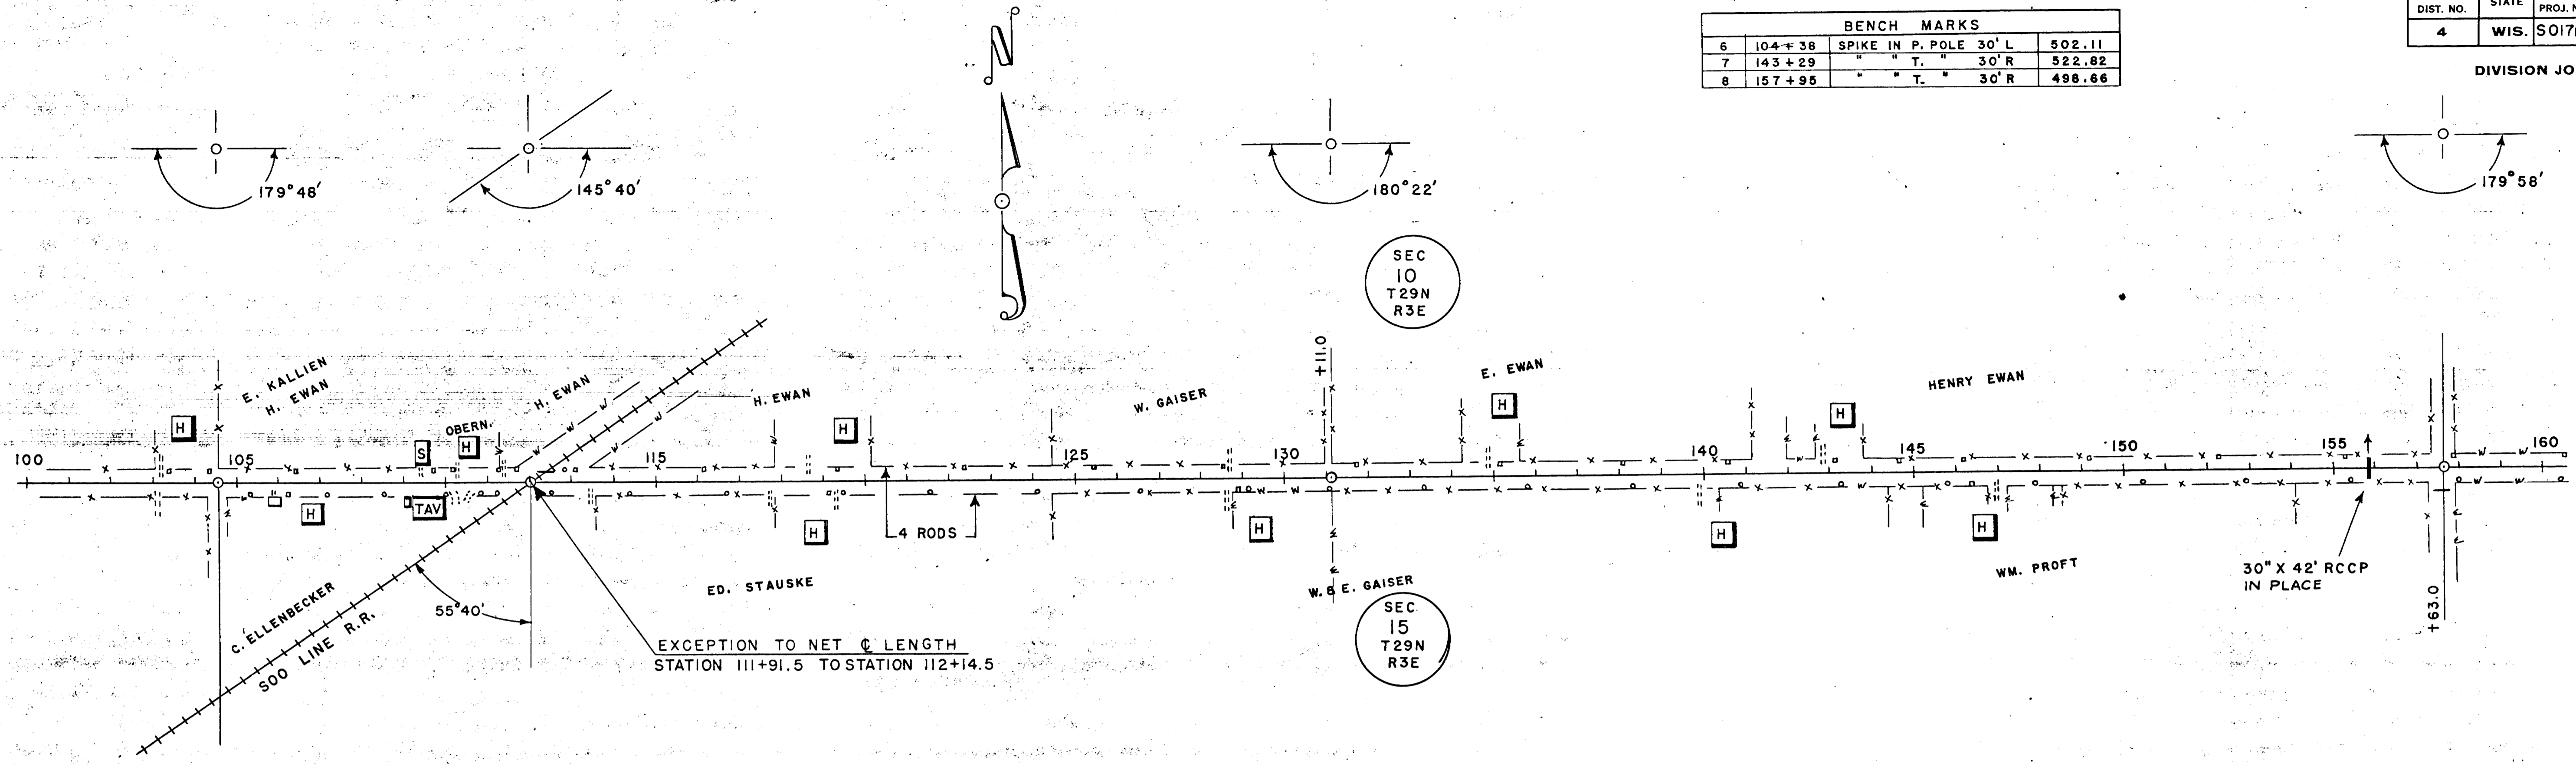 BENCH MARKS
6 104+38 SPIKE IN P. POLE 30' L 502.11
7 143+29 " " T. " 30' R 522.82
8 157+95 " " T. " 30' R 498.66
DIST. NO. STATE PROJ.
4 WIS. SO17
DIVISION JO
N
179°48'
145°40'
180°22'
179°58'
SEC
10
T29N
R3E
+11.0
E. KALLIEN
H. EWAN
H. EWAN
OBERN.
H. EWAN
W. GAISER
E. EWAN
HENRY EWAN
H
S
H
H
H
H
100
105
115
125
130
140
145
150
155
160
H
TAV
H
H
H
H
4 RODS
C. ELLENBECKER
SOO LINE R.R.
55°40'
ED. STAUSKE
W. & E. GAISER
WM. PROFT
30" X 42' RCCP
IN PLACE
+63.0
EXCEPTION TO NET ℄ LENGTH
STATION 111+91.5 TO STATION 112+14.5
SEC.
15
T29N
R3E